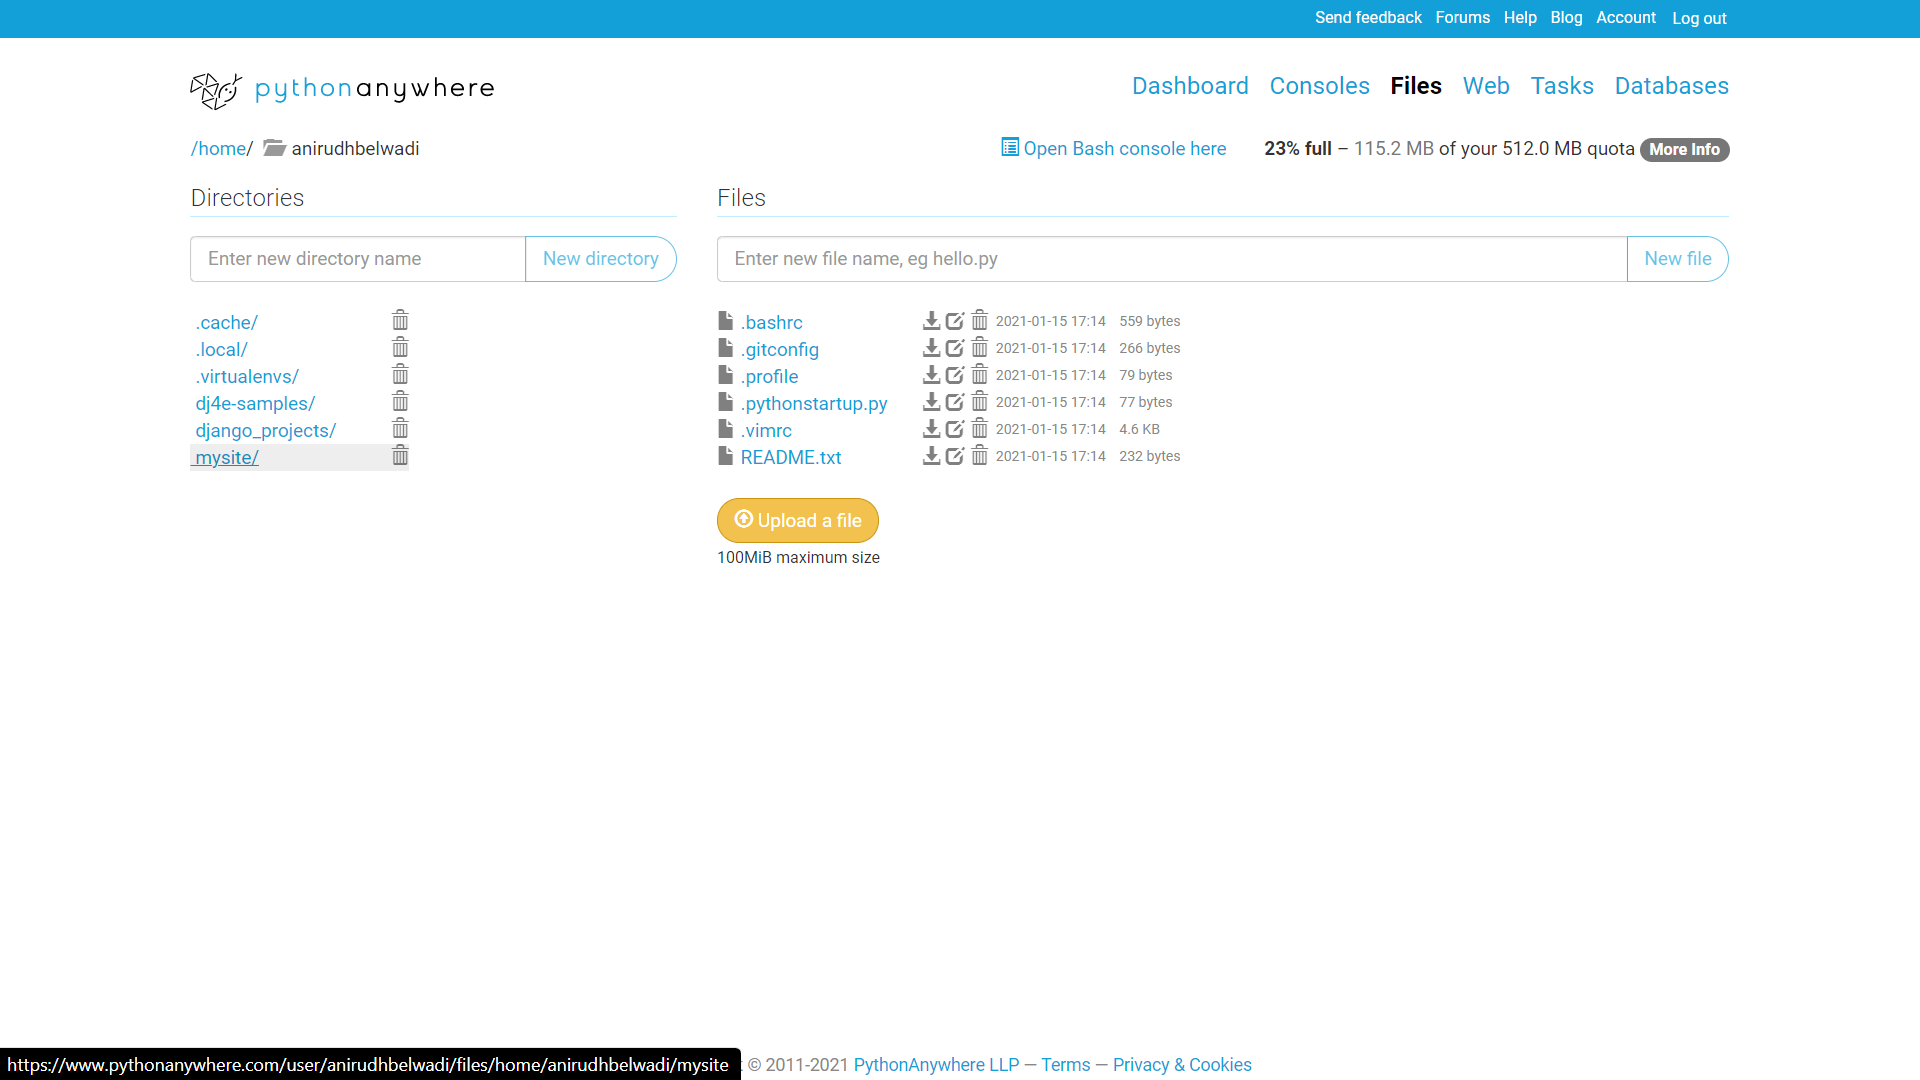 Send feedback Forums Help Blog Account Log out
pythonanywhere
Dashboard Consoles Files Web Tasks Databases
/home/ anirudhbelwadi
Open Bash console here
23% full – 115.2 MB of your 512.0 MB quota More Info
Directories
Enter new directory name New directory
.cache/
.local/
.virtualenvs/
dj4e-samples/
django_projects/
mysite/
Files
Enter new file name, eg hello.py New file
.bashrc 2021-01-15 17:14 559 bytes
.gitconfig 2021-01-15 17:14 266 bytes
.profile 2021-01-15 17:14 79 bytes
.pythonstartup.py 2021-01-15 17:14 77 bytes
.vimrc 2021-01-15 17:14 4.6 KB
README.txt 2021-01-15 17:14 232 bytes
Upload a file
100MiB maximum size
https://www.pythonanywhere.com/user/anirudhbelwadi/files/home/anirudhbelwadi/mysite
© 2011-2021 PythonAnywhere LLP — Terms — Privacy & Cookies